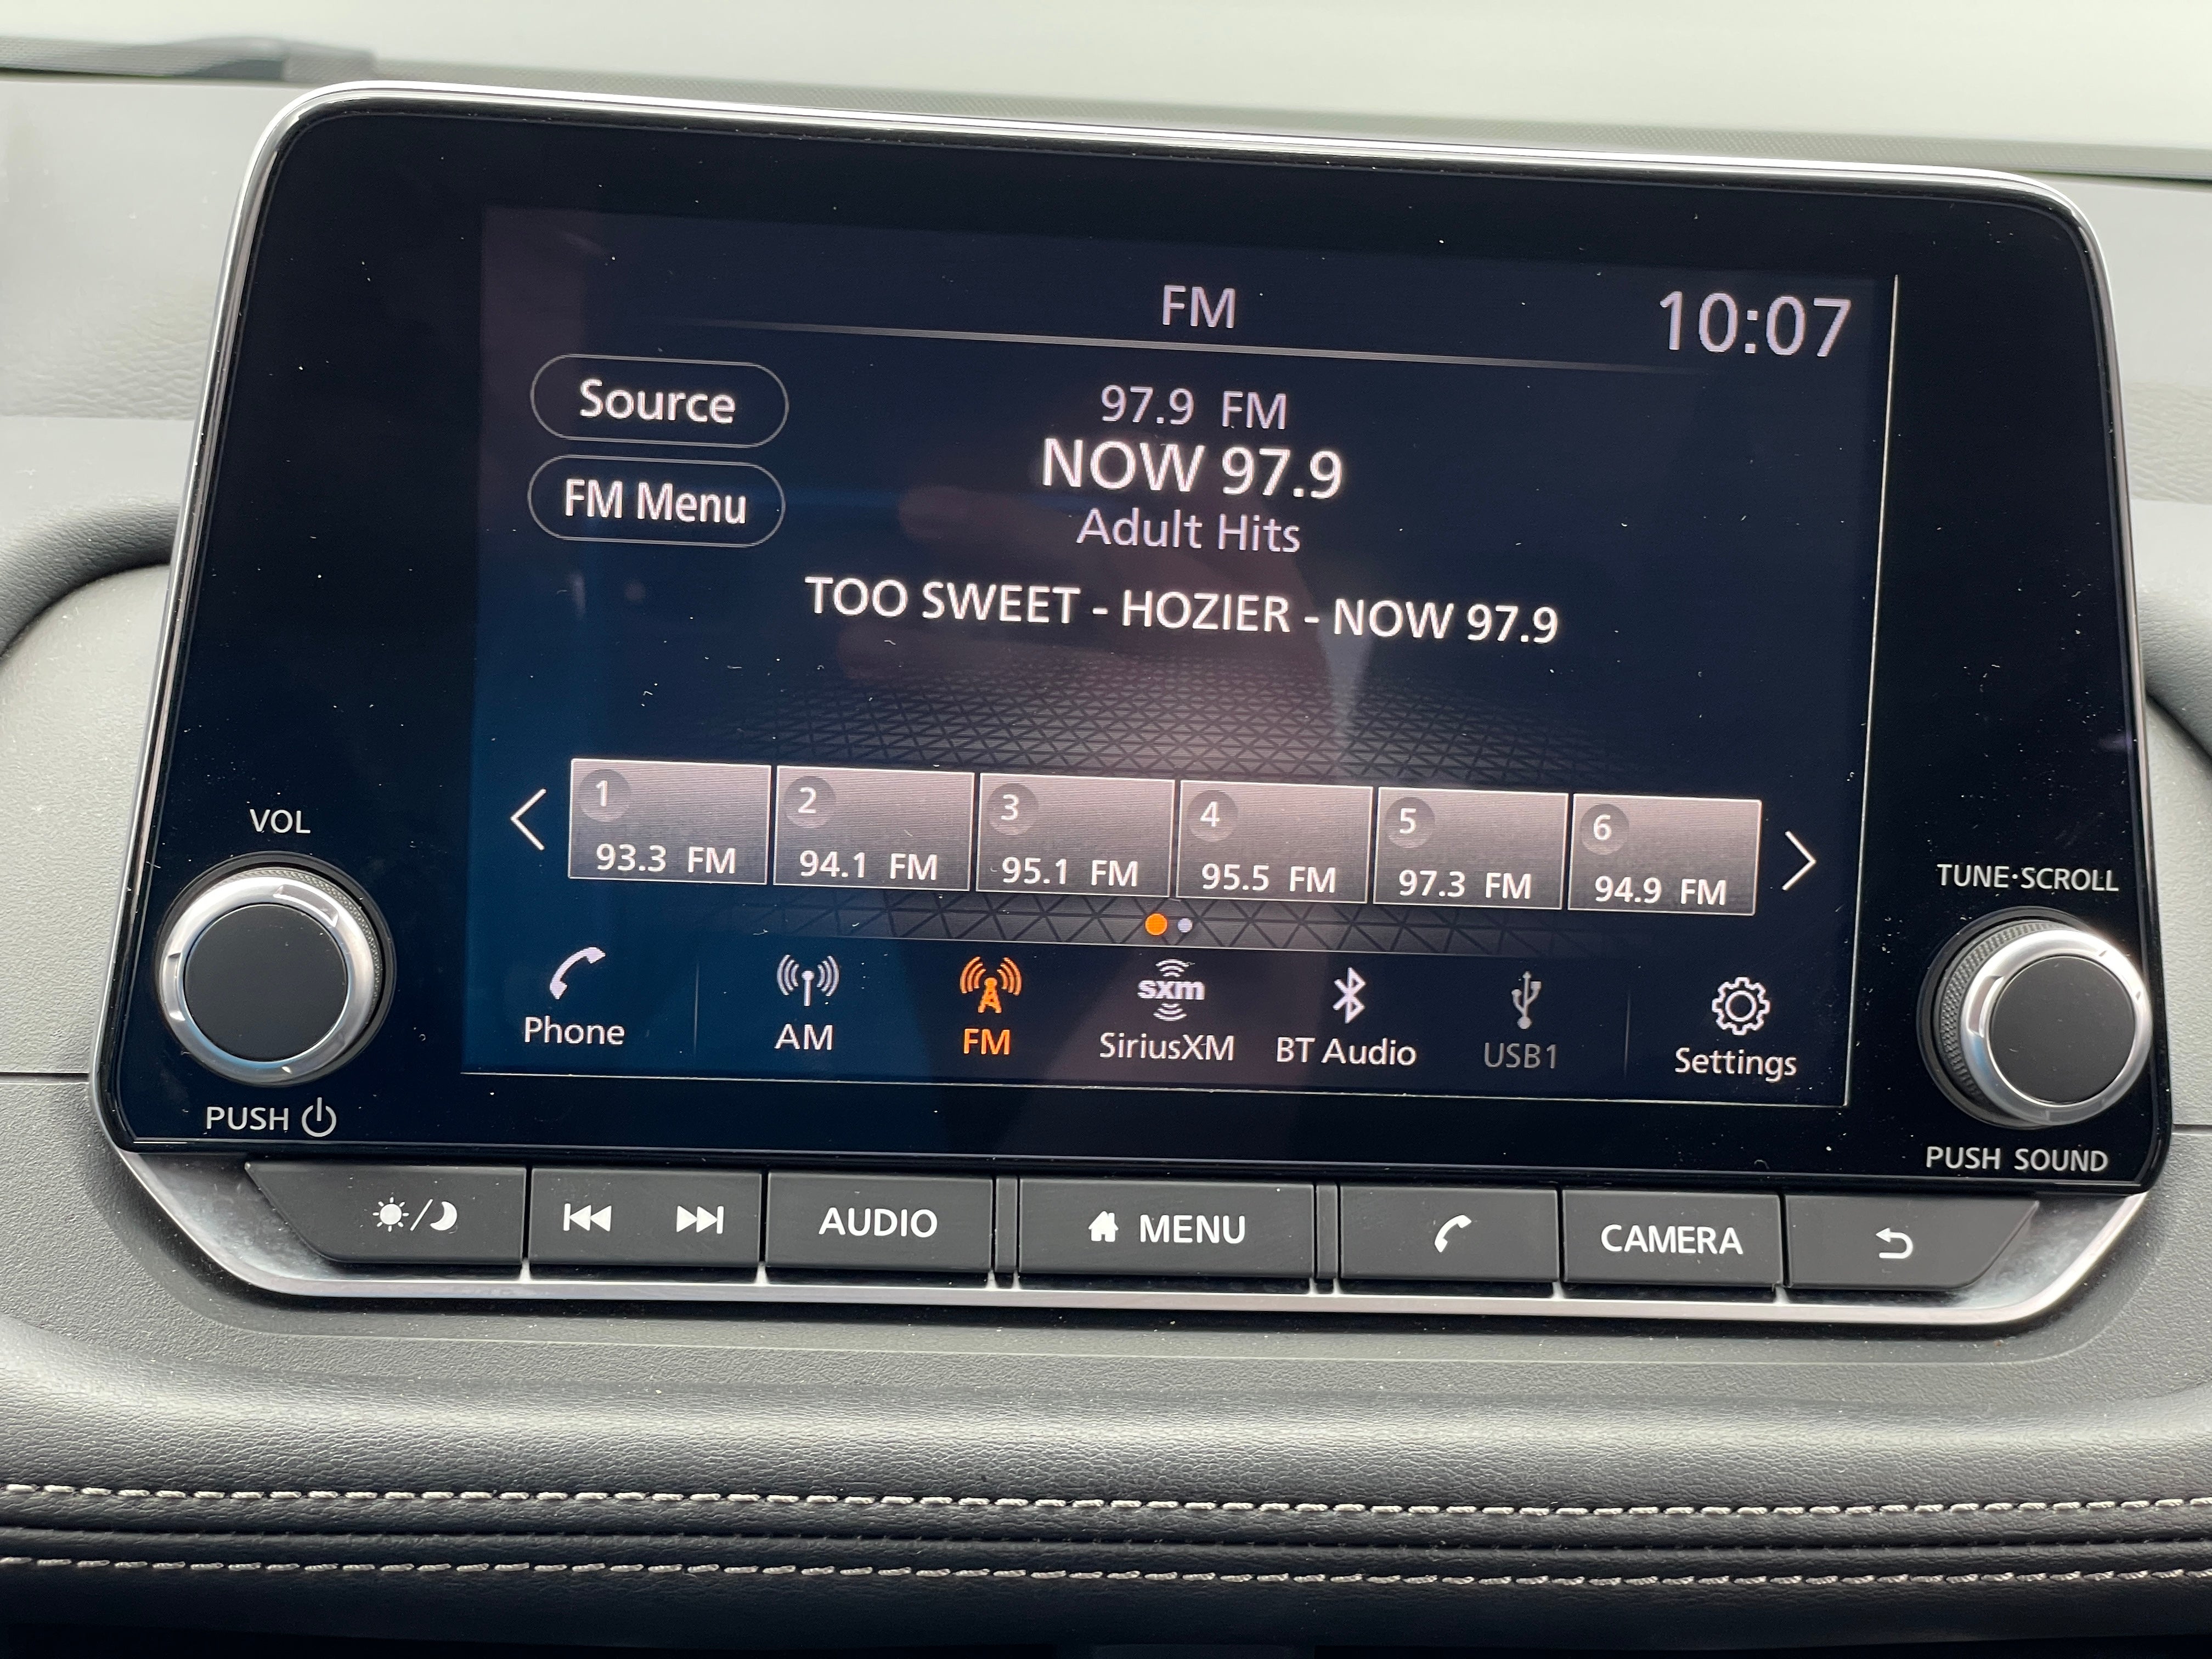 FM
10:07
Source
97.9 FM
NOW 97.9
FM Menu
Adult Hits
TOO SWEET - HOZIER - NOW 97.9
1
2
3
4
5
6
93.3 FM
94.1 FM
95.1 FM
95.5 FM
97.3 FM
94.9 FM
VOL
TUNE·SCROLL
sxm
Phone
AM
FM
SiriusXM
BT Audio
USB1
Settings
PUSH
PUSH SOUND
AUDIO
MENU
CAMERA